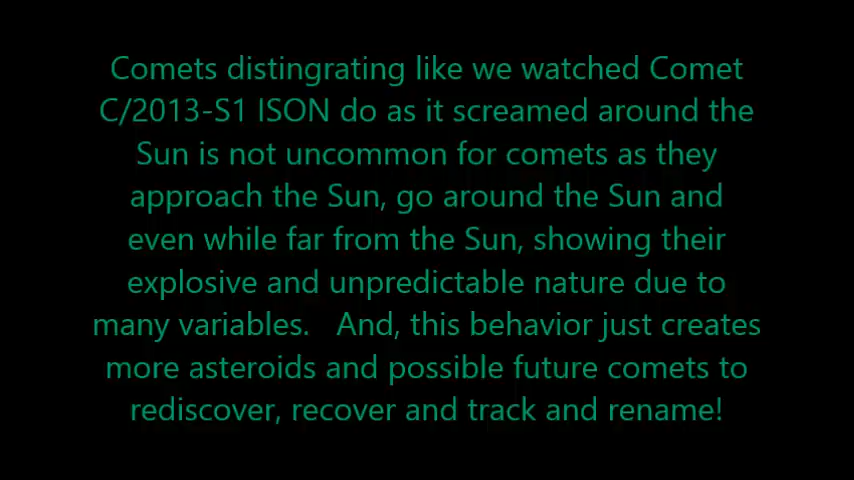 Comets distingrating like we watched Comet
C/2013-S1 ISON do as it screamed around the
Sun is not uncommon for comets as they
approach the Sun, go around the Sun and
even while far from the Sun, showing their
explosive and unpredictable nature due to
many variables.   And, this behavior just creates
more asteroids and possible future comets to
rediscover, recover and track and rename!